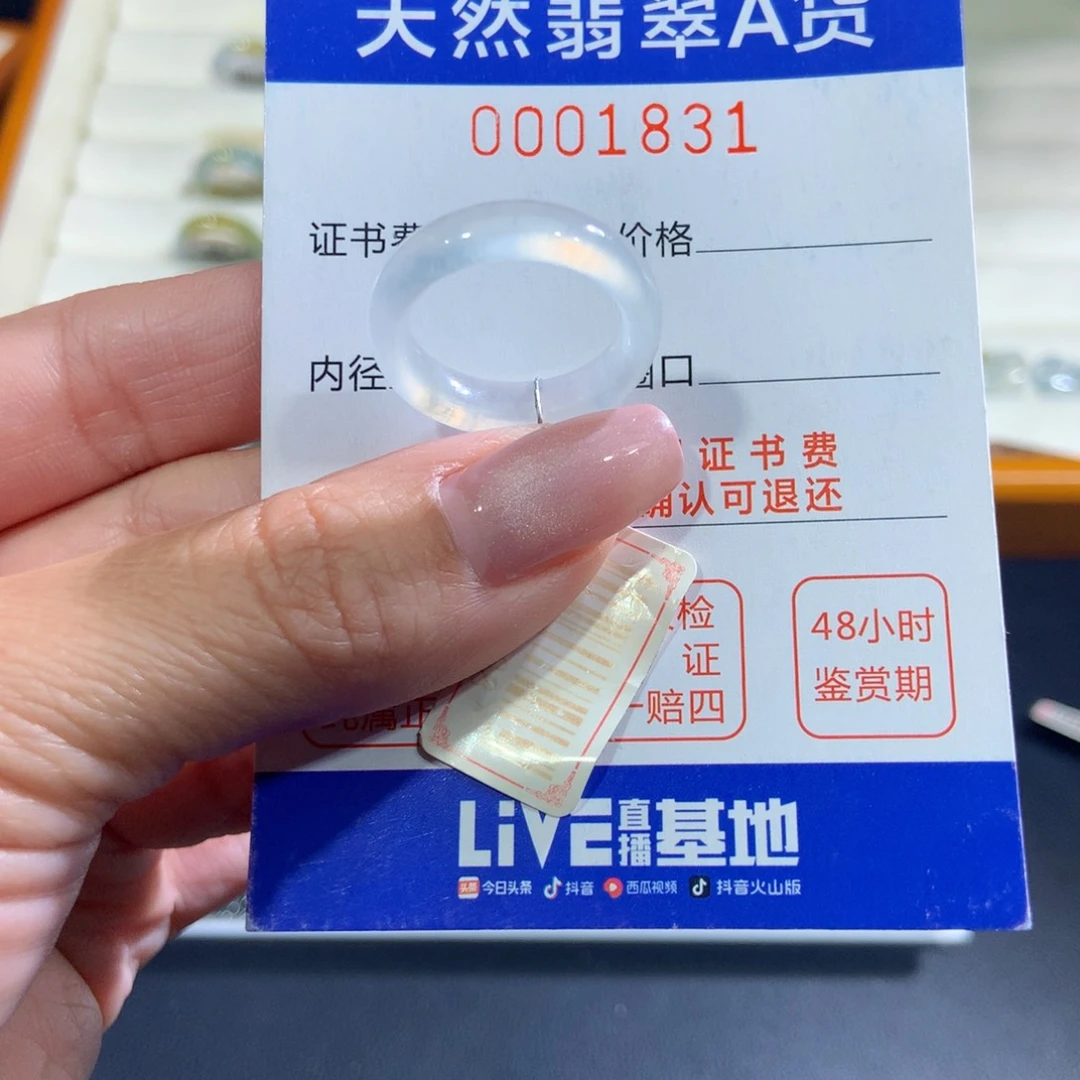 天然翡翠A货
0001831
证书费 价格
内径 圈口
证书费
确认可退还
检
证
一赔四
48小时
鉴赏期
LiVE直播基地
头条 今日头条 抖音 西瓜视频 抖音火山版